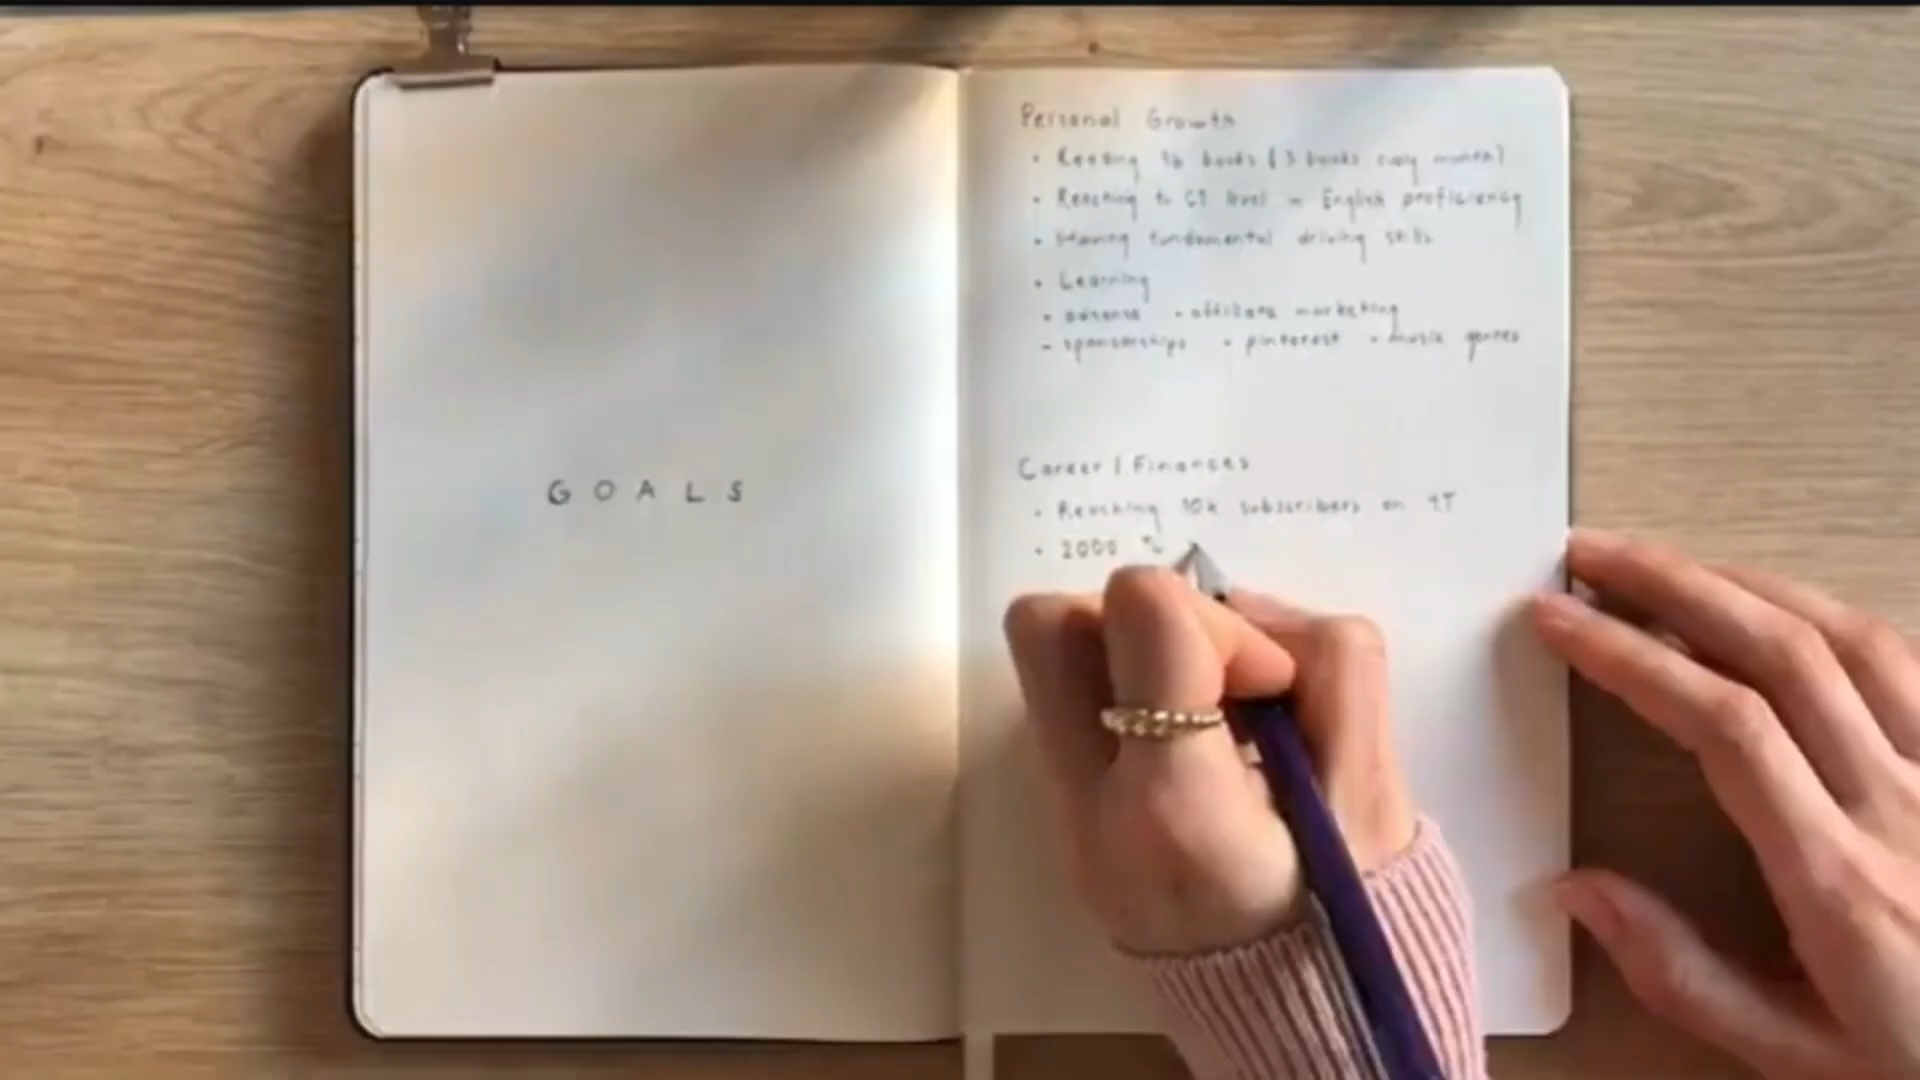 GOALS
Personal Growth
• Reading 36 books (3 books every month)
• Reaching to C1 level in English proficiency
• fundamental driving skills
• Learning
• adsense • affiliate marketing
- sponsorships • pinterest • music genres
Career / Finances
• Reaching 10k subscribers on YT
• 2000